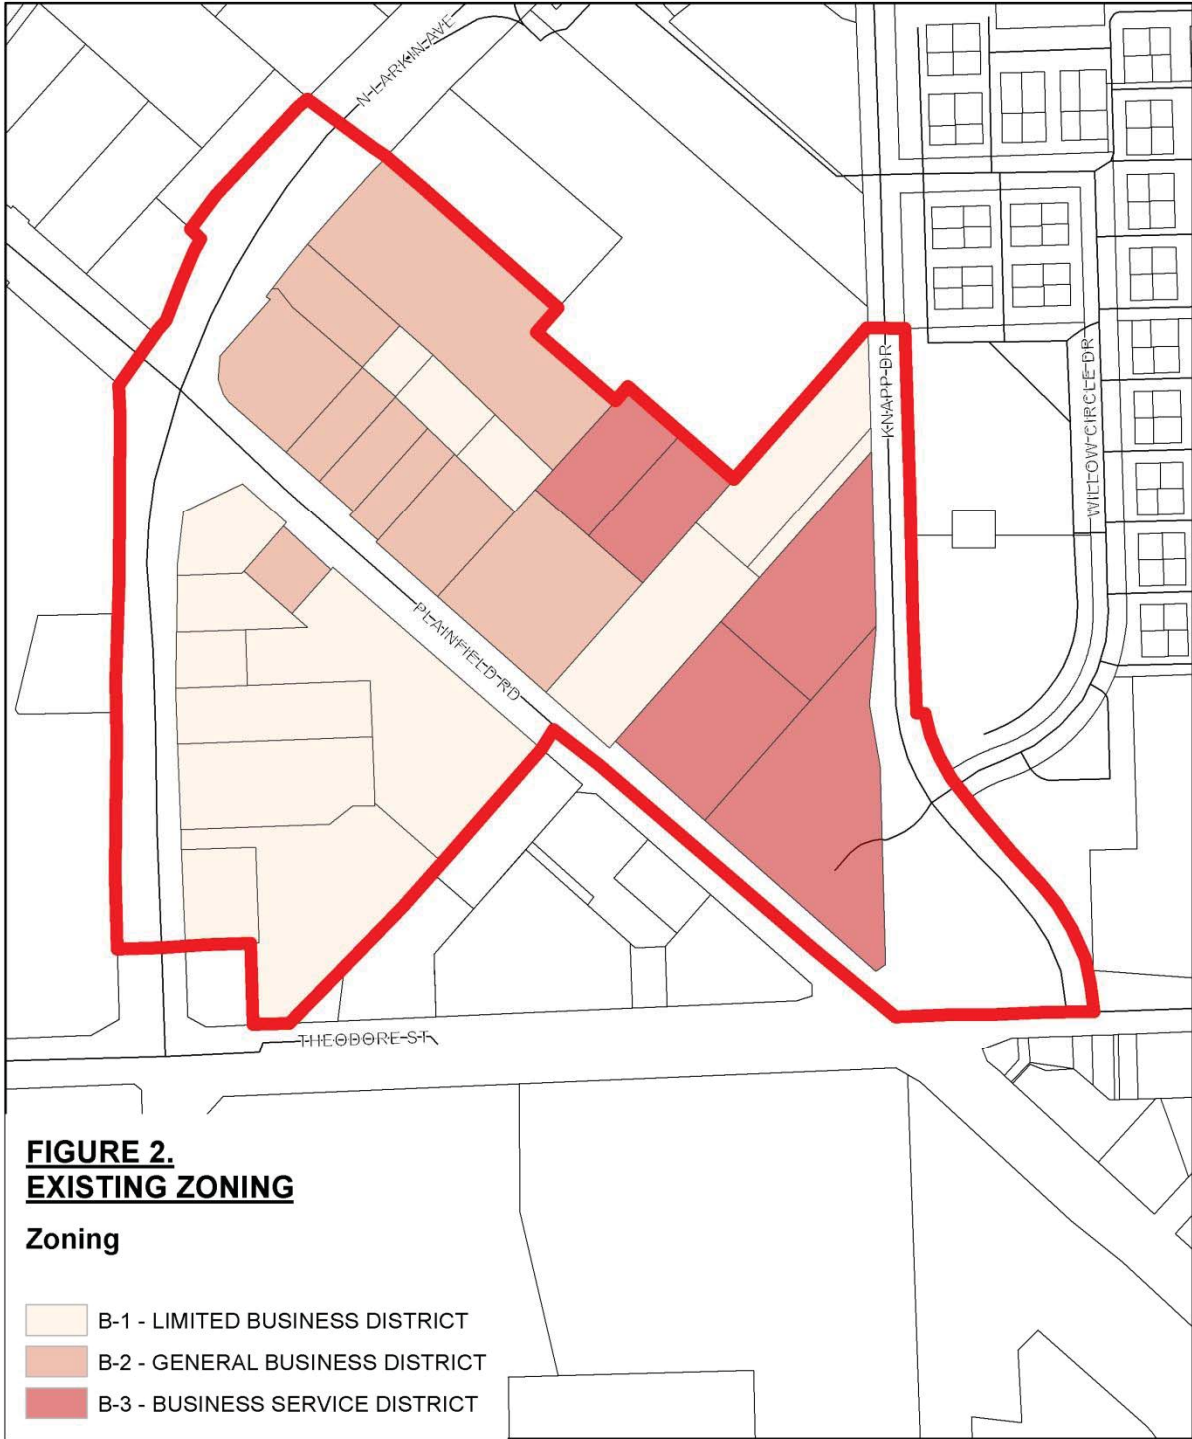 N LARKIN AVE
KNAPP DR
WILLOW CIRCLE DR
PLAINFIELD RD
THEODORE ST
FIGURE 2.
EXISTING ZONING
Zoning
B-1 - LIMITED BUSINESS DISTRICT
B-2 - GENERAL BUSINESS DISTRICT
B-3 - BUSINESS SERVICE DISTRICT